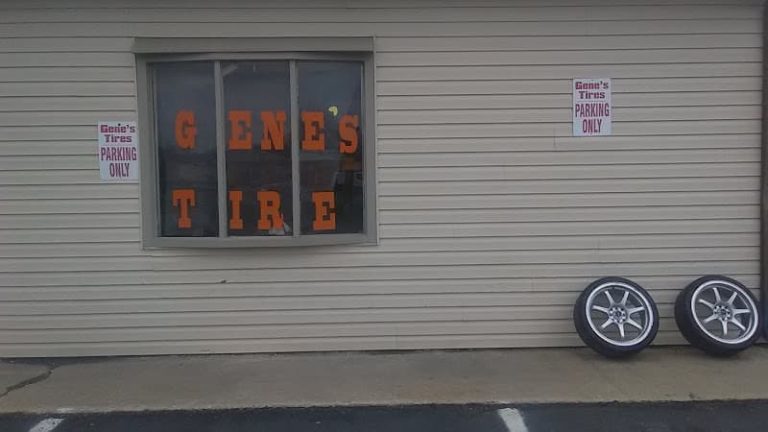 GENE'S
TIRE
Gene's
Tires
PARKING
ONLY
Gene's
Tires
PARKING
ONLY